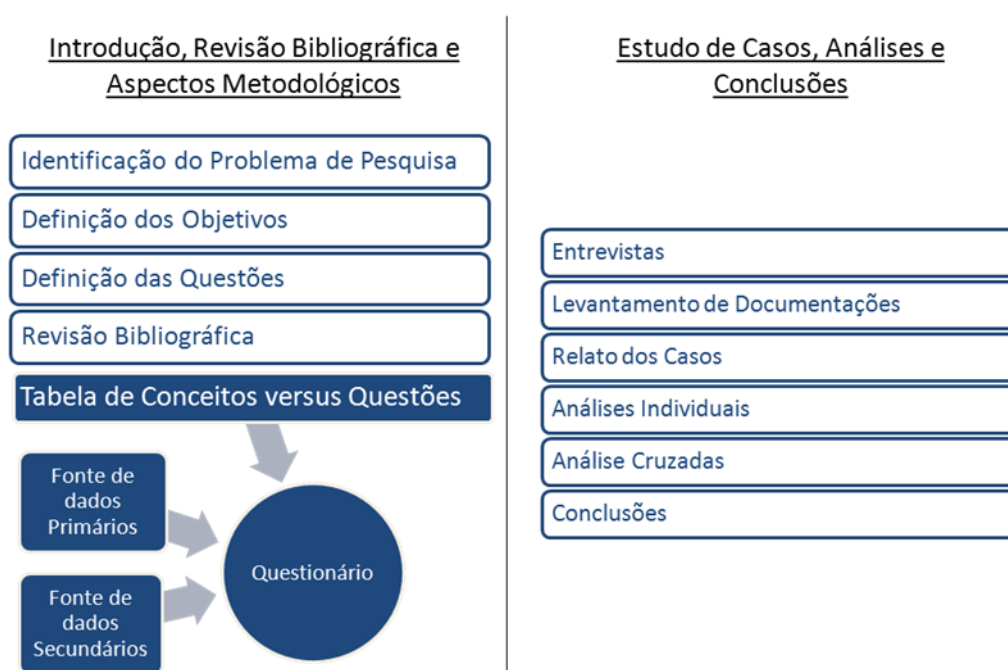 Introdução, Revisão Bibliográfica e
Aspectos Metodológicos
Identificação do Problema de Pesquisa
Definição dos Objetivos
Definição das Questões
Revisão Bibliográfica
Tabela de Conceitos versus Questões
Fonte de
dados
Primários
Questionário
Fonte de
dados
Secundários
Estudo de Casos, Análises e
Conclusões
Entrevistas
Levantamento de Documentações
Relato dos Casos
Análises Individuais
Análise Cruzadas
Conclusões